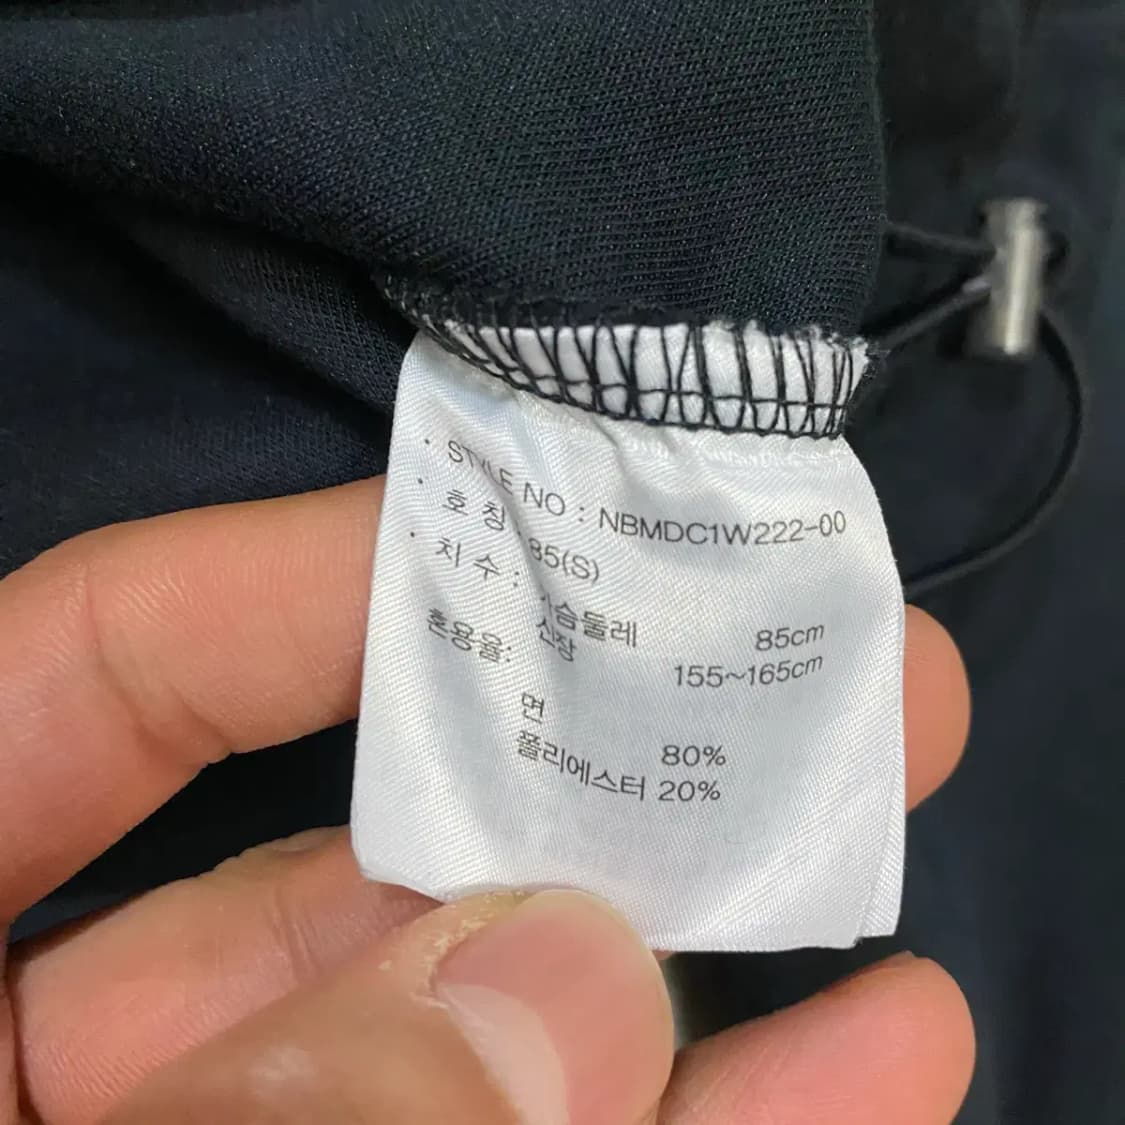 · STYLE NO : NBMDC1W222-00
· 호 칭 : 85(S)
· 치 수 : 가슴둘레 85cm
신장 155~165cm
혼용율:
면 80%
폴리에스터 20%